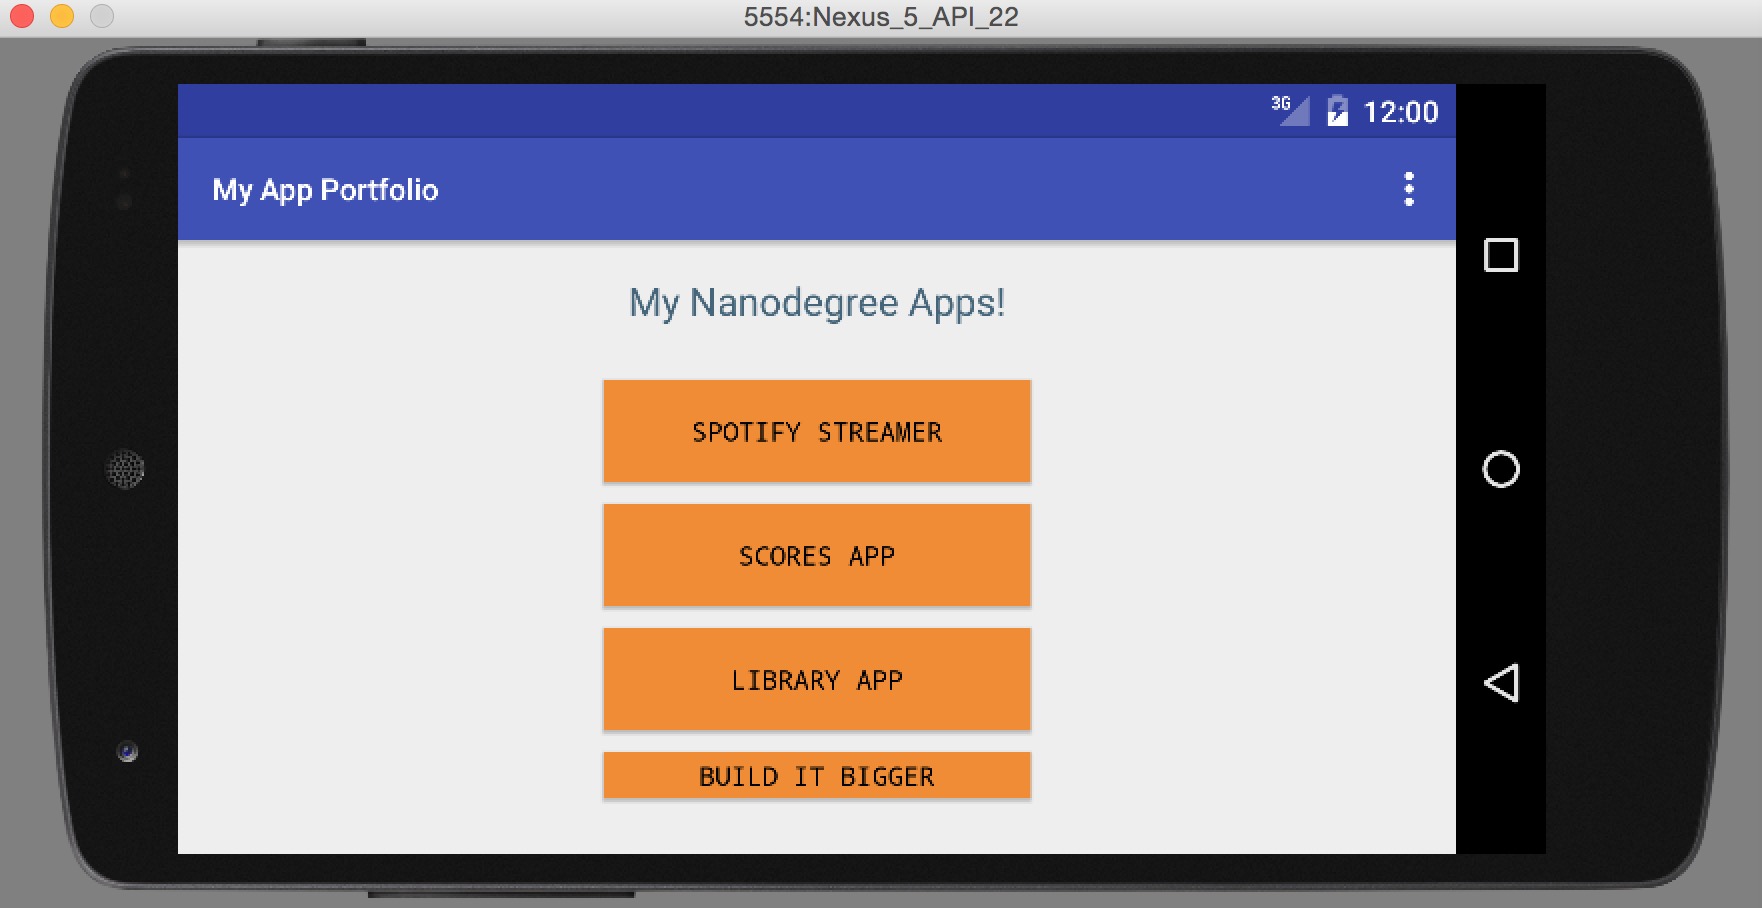 5554:Nexus_5_API_22
3G 12:00
My App Portfolio
My Nanodegree Apps!
SPOTIFY STREAMER
SCORES APP
LIBRARY APP
BUILD IT BIGGER